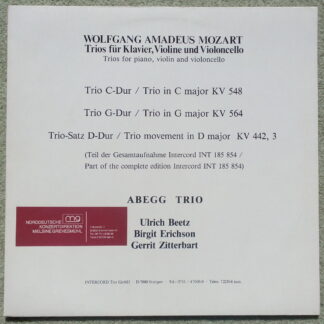 WOLFGANG AMADEUS MOZART
Trios für Klavier, Violine und Violoncello
Trios for piano, violin and violoncello
Trio C-Dur / Trio in C major KV 548
Trio G-Dur / Trio in G major KV 564
Trio-Satz D-Dur / Trio movement in D major KV 442, 3
(Teil der Gesamtaufnahme Intercord INT 185 854 /
Part of the complete edition Intercord INT 185 854)
ABEGG TRIO
Ulrich Beetz
Birgit Erichson
Gerrit Zitterbart
NORDDEUTSCHE
KONZERTDIREKTION
MELSINE GREVESMÜHL
INTERCORD Ton GmbH